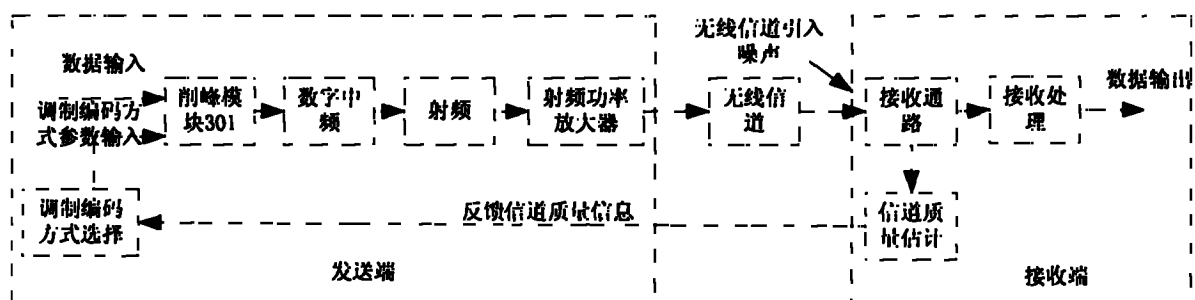 无线信道引入
噪声
数据输入
数据输出
调制编码方
式参数输入
削峰模
块301
数字中
频
射频
射频功率
放大器
无线信
道
接收通
路
接收处
理
调制编码
方式选择
反馈信道质量信息
信道质
量估计
发送端
接收端